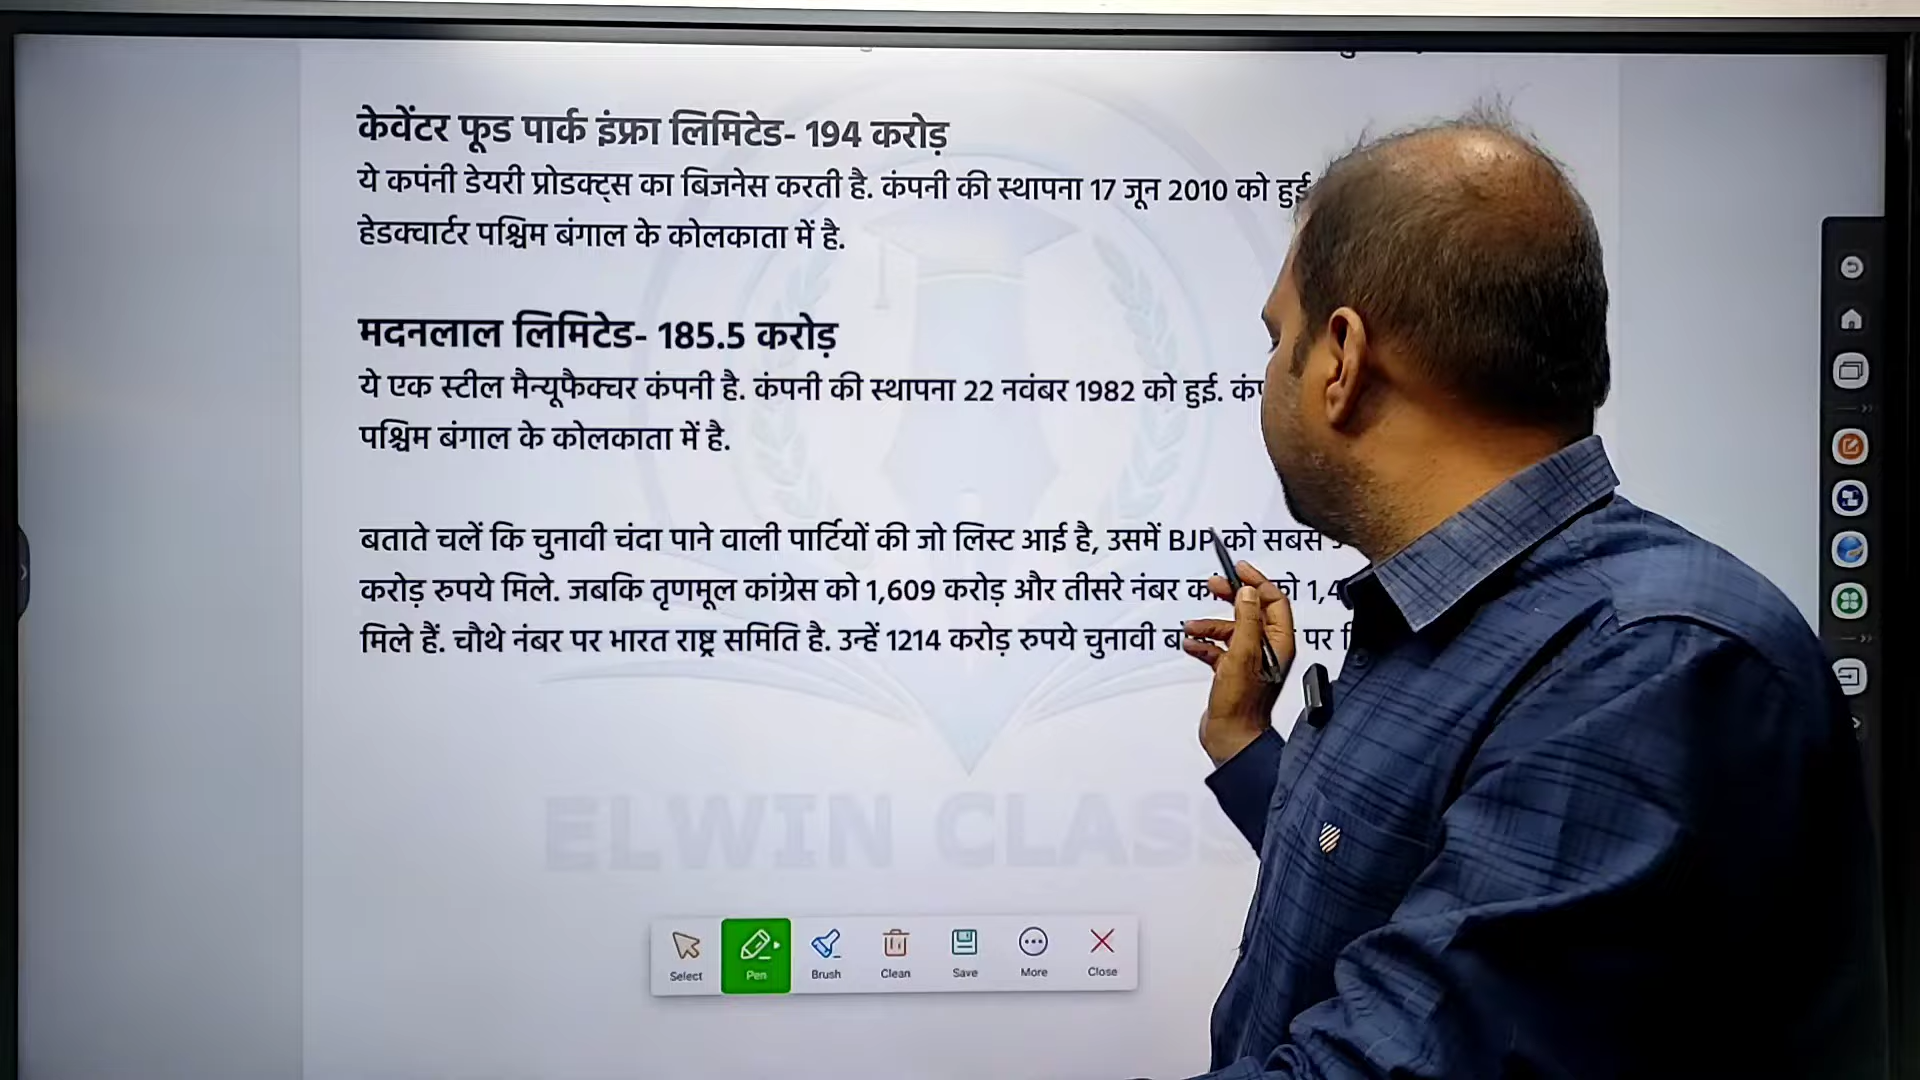 केवेंटर फूड पार्क इंफ्रा लिमिटेड- 194 करोड़
ये कपंनी डेयरी प्रोडक्ट्स का बिजनेस करती है. कंपनी की स्थापना 17 जून 2010 को हुई
हेडक्वार्टर पश्चिम बंगाल के कोलकाता में है.
मदनलाल लिमिटेड- 185.5 करोड़
ये एक स्टील मैन्यूफैक्चर कंपनी है. कंपनी की स्थापना 22 नवंबर 1982 को हुई.
पश्चिम बंगाल के कोलकाता में है.
बताते चलें कि चुनावी चंदा पाने वाली पार्टियों की जो लिस्ट आई है, उसमें BJP को सबसे
करोड़ रुपये मिले. जबकि तृणमूल कांग्रेस को 1,609 करोड़ और तीसरे नंबर
मिले हैं. चौथे नंबर पर भारत राष्ट्र समिति है. उन्हें 1214 करोड़ रुपये चुनावी पर
ELWIN CLASS
Select Pen Brush Clean Save More Close